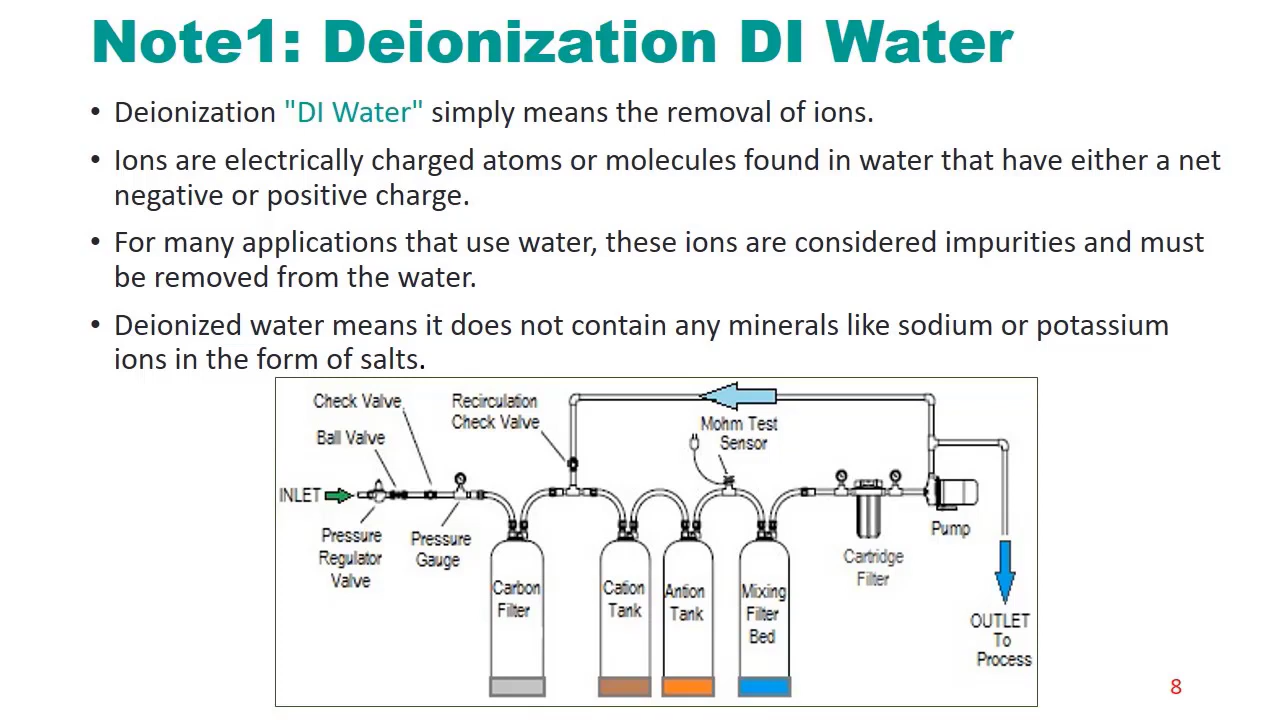 Note1: Deionization DI Water
• Deionization "DI Water" simply means the removal of ions.
• Ions are electrically charged atoms or molecules found in water that have either a net
negative or positive charge.
• For many applications that use water, these ions are considered impurities and must
be removed from the water.
• Deionized water means it does not contain any minerals like sodium or potassium
ions in the form of salts.
Check Valve
Recirculation
Check Valve
Ball Valve
Mohm Test
Sensor
INLET
Pressure
Regulator
Valve
Pressure
Gauge
Carbon
Filter
Cation
Tank
Antion
Tank
Mixing
Filter
Bed
Cartridge
Filter
Pump
OUTLET
To
Process
8